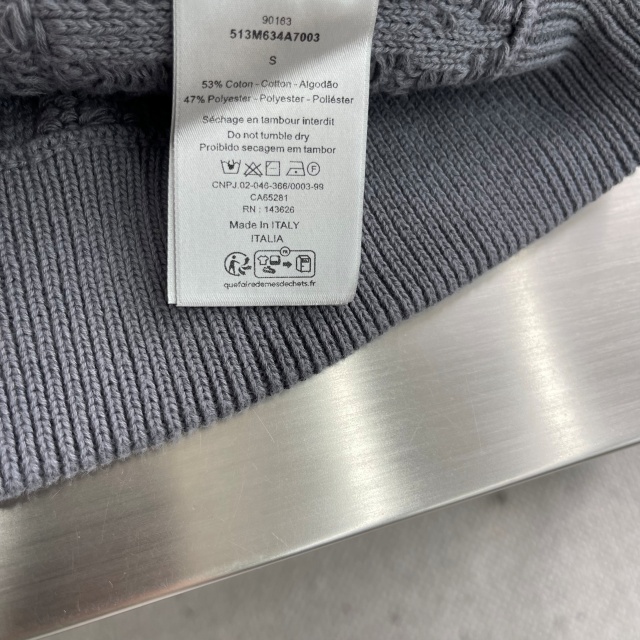 90163
513M634A7003
S
53% Coton - Cotton - Algodão
47% Polyester - Polyester - Poliéster
Séchage en tambour interdit
Do not tumble dry
Proibido secagem em tambor
CNPJ.02-046-366/0003-99
CA65281
RN : 143626
Made In ITALY
ITALIA
quefairedemesdechets.fr